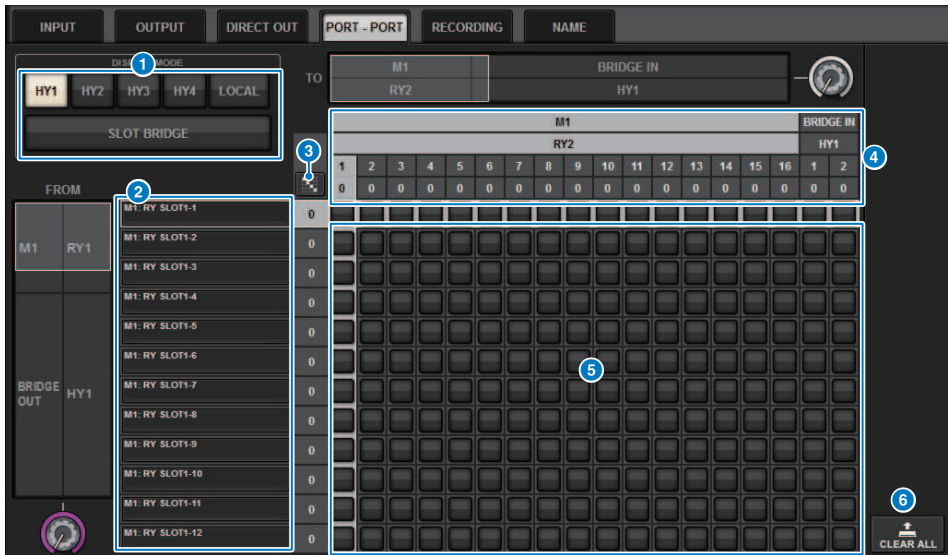 INPUT OUTPUT DIRECT OUT PORT - PORT RECORDING NAME
DISPLAY MODE
1
HY1 HY2 HY3 HY4 LOCAL
SLOT BRIDGE
TO
M1 BRIDGE IN
RY2 HY1
M1 BRIDGE IN
RY2 HY1
3
4
1 2 3 4 5 6 7 8 9 10 11 12 13 14 15 16 1 2
0 0 0 0 0 0 0 0 0 0 0 0 0 0 0 0 0 0
FROM
2
M1 RY1
BRIDGE OUT HY1
M1: RY SLOT1-1 0
M1: RY SLOT1-2 0
M1: RY SLOT1-3 0
M1: RY SLOT1-4 0
M1: RY SLOT1-5 0
M1: RY SLOT1-6 0
M1: RY SLOT1-7 0
M1: RY SLOT1-8 0
M1: RY SLOT1-9 0
M1: RY SLOT1-10 0
M1: RY SLOT1-11 0
M1: RY SLOT1-12 0
5
6
CLEAR ALL